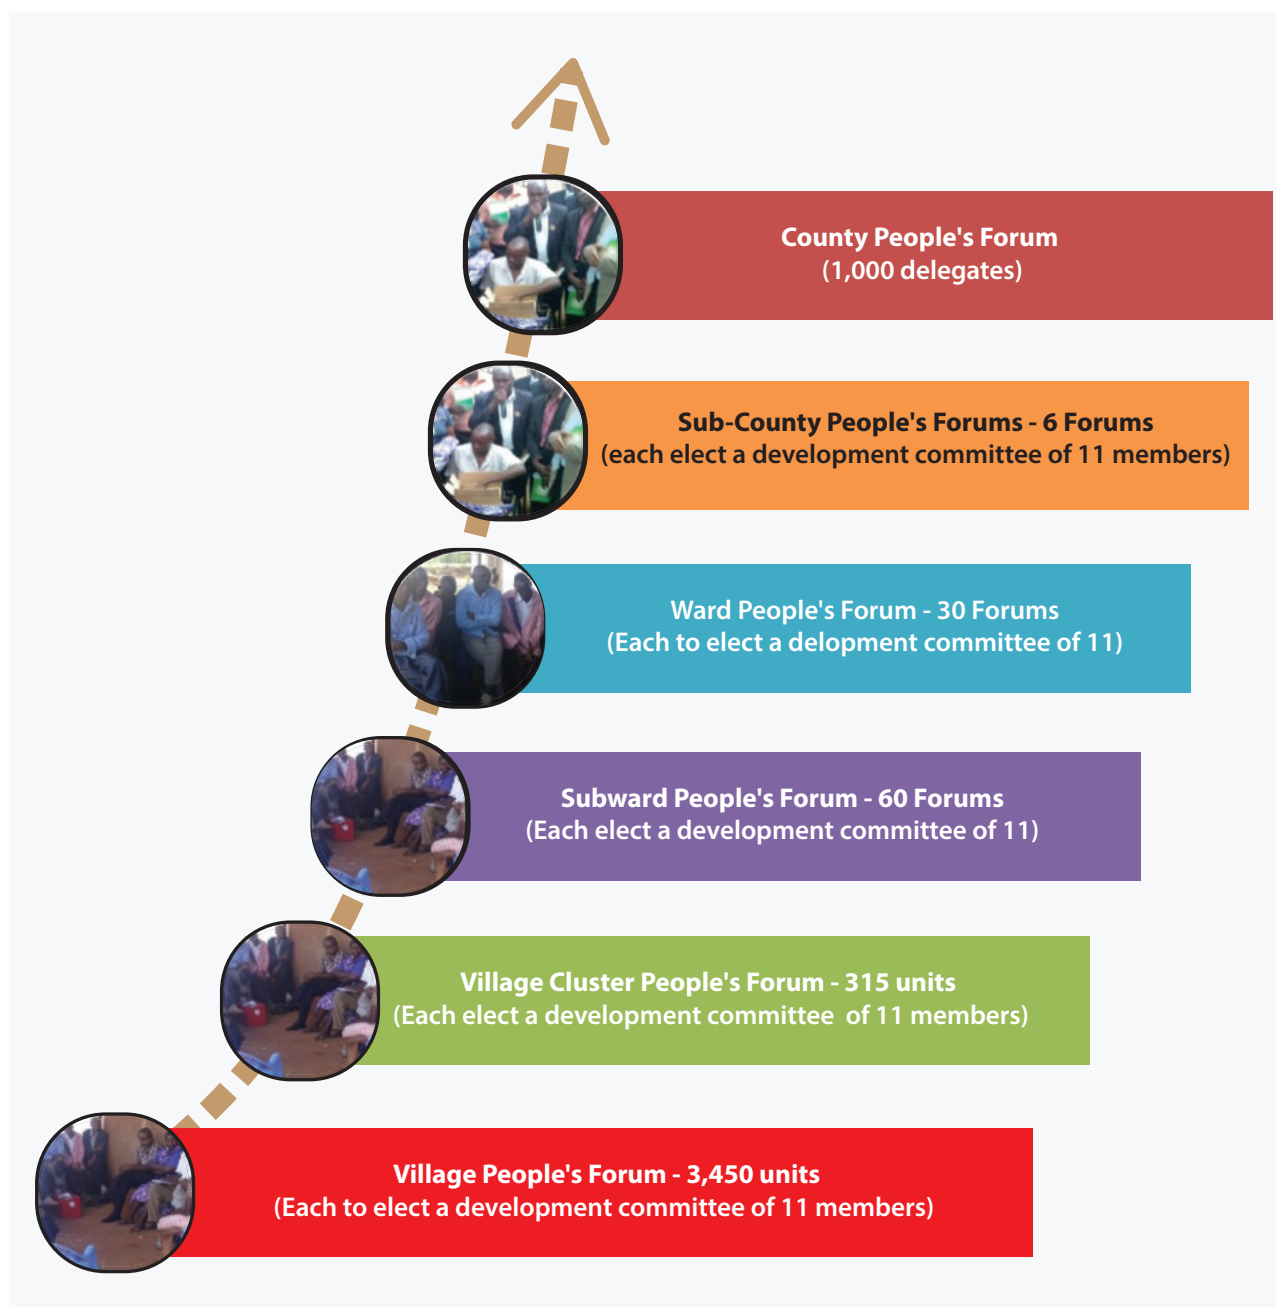 County People's Forum
(1,000 delegates)
Sub-County People's Forums - 6 Forums
(each elect a development committee of 11 members)
Ward People's Forum - 30 Forums
(Each to elect a delopment committee of 11)
Subward People's Forum - 60 Forums
(Each elect a development committee of 11)
Village Cluster People's Forum - 315 units
(Each elect a development committee  of 11 members)
Village People's Forum - 3,450 units
(Each to elect a development committee of 11 members)